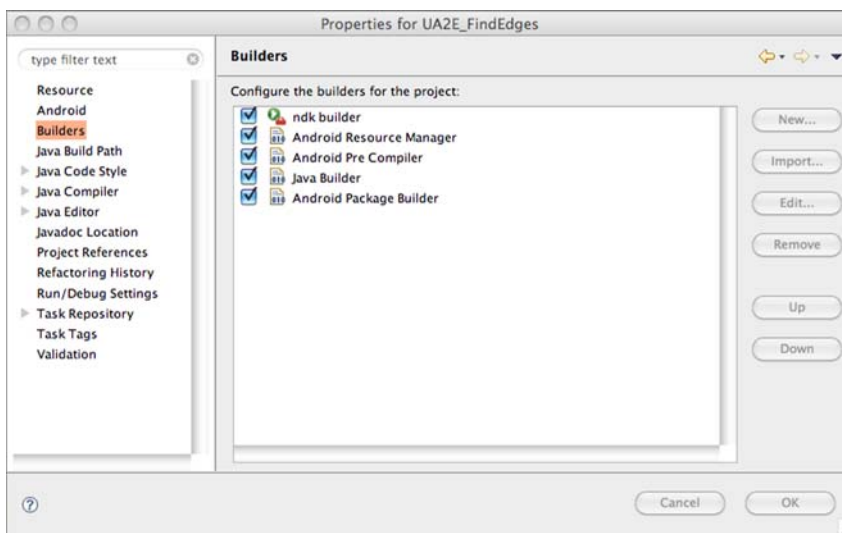 Properties for UA2E_FindEdges
type filter text
Resource
Android
Builders
Java Build Path
Java Code Style
Java Compiler
Java Editor
Javadoc Location
Project References
Refactoring History
Run/Debug Settings
Task Repository
Task Tags
Validation
Builders
Configure the builders for the project:
ndk builder
Android Resource Manager
Android Pre Compiler
Java Builder
Android Package Builder
New...
Import...
Edit...
Remove
Up
Down
?
Cancel
OK